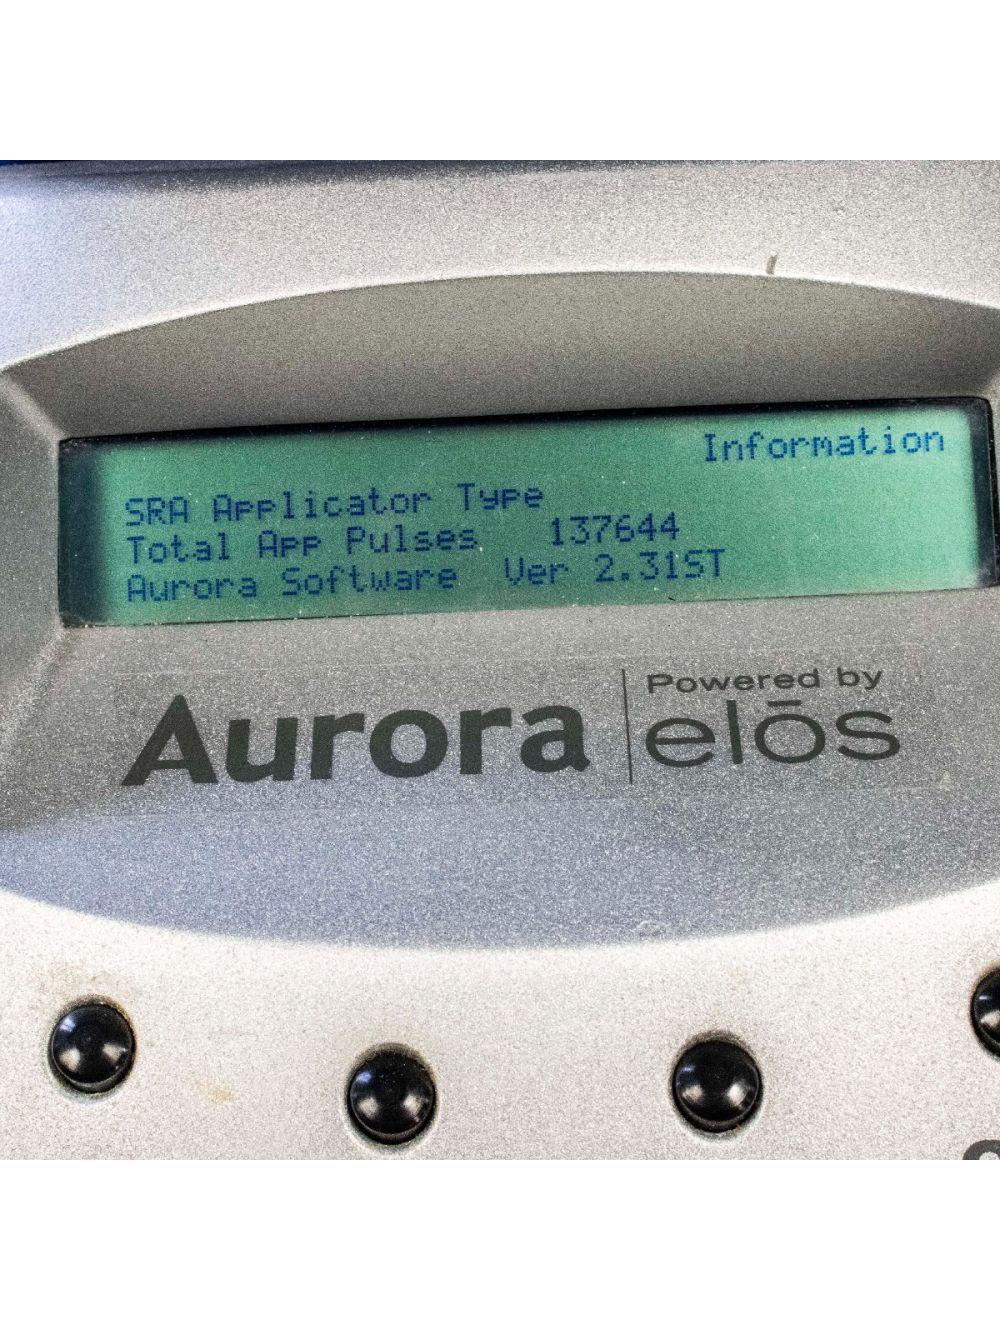 Information
SRA Applicator Type
Total App Pulses 137644
Aurora Software Ver 2.31ST
Aurora
Powered by
elōs